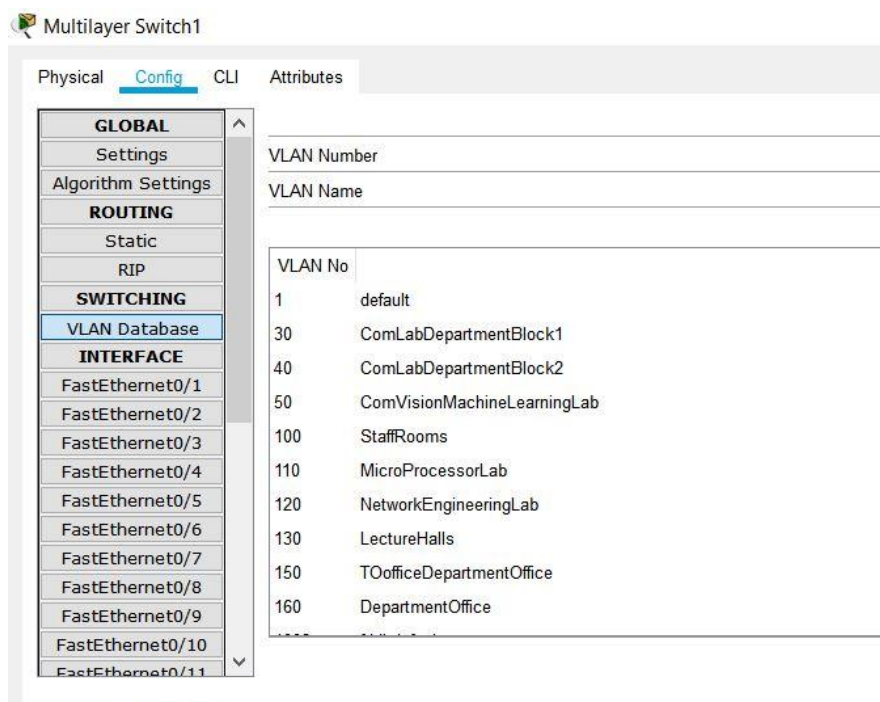 Multilayer Switch1
Physical Config CLI Attributes
GLOBAL
Settings
Algorithm Settings
ROUTING
Static
RIP
SWITCHING
VLAN Database
INTERFACE
FastEthernet0/1
FastEthernet0/2
FastEthernet0/3
FastEthernet0/4
FastEthernet0/5
FastEthernet0/6
FastEthernet0/7
FastEthernet0/8
FastEthernet0/9
FastEthernet0/10
FastEthernet0/11
VLAN Number
VLAN Name
VLAN No
1 default
30 ComLabDepartmentBlock1
40 ComLabDepartmentBlock2
50 ComVisionMachineLearningLab
100 StaffRooms
110 MicroProcessorLab
120 NetworkEngineeringLab
130 LectureHalls
150 TOofficeDepartmentOffice
160 DepartmentOffice